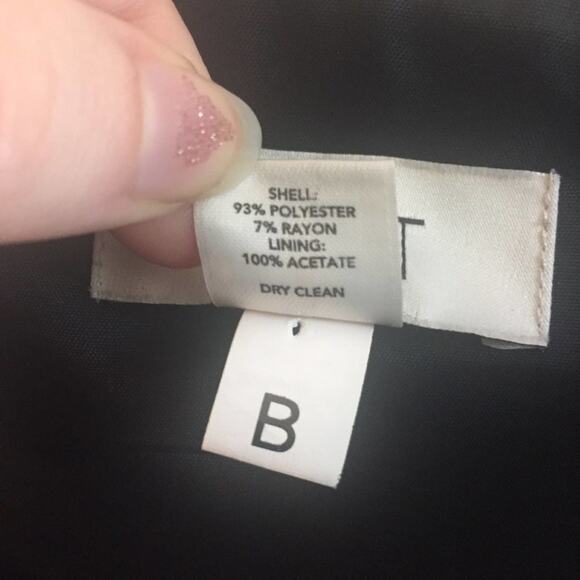 SHELL:
93% POLYESTER
7% RAYON
LINING:
100% ACETATE
DRY CLEAN
T
B